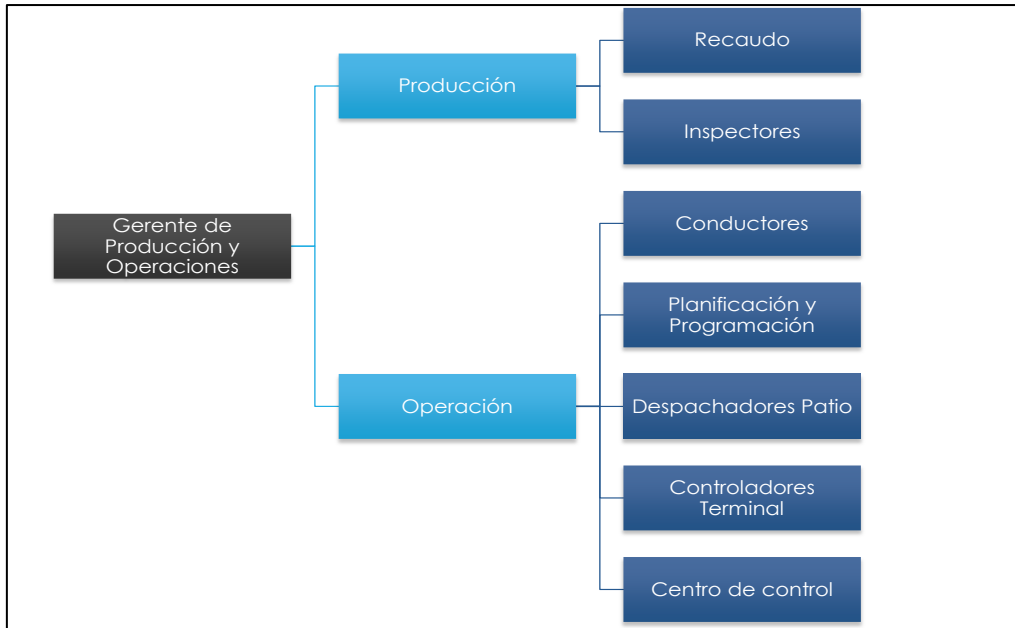 Gerente de
Producción y
Operaciones
Producción
Recaudo
Inspectores
Operación
Conductores
Planificación y
Programación
Despachadores Patio
Controladores
Terminal
Centro de control